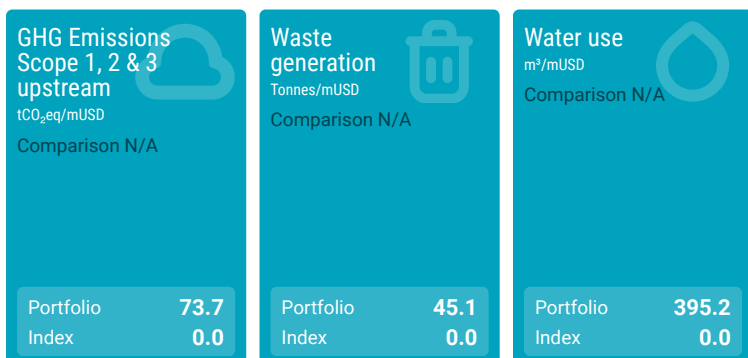 GHG Emissions
Scope 1, 2 & 3
upstream
tCO₂eq/mUSD
Comparison N/A
Portfolio 73.7
Index 0.0
Waste
generation
Tonnes/mUSD
Comparison N/A
Portfolio 45.1
Index 0.0
Water use
m³/mUSD
Comparison N/A
Portfolio 395.2
Index 0.0